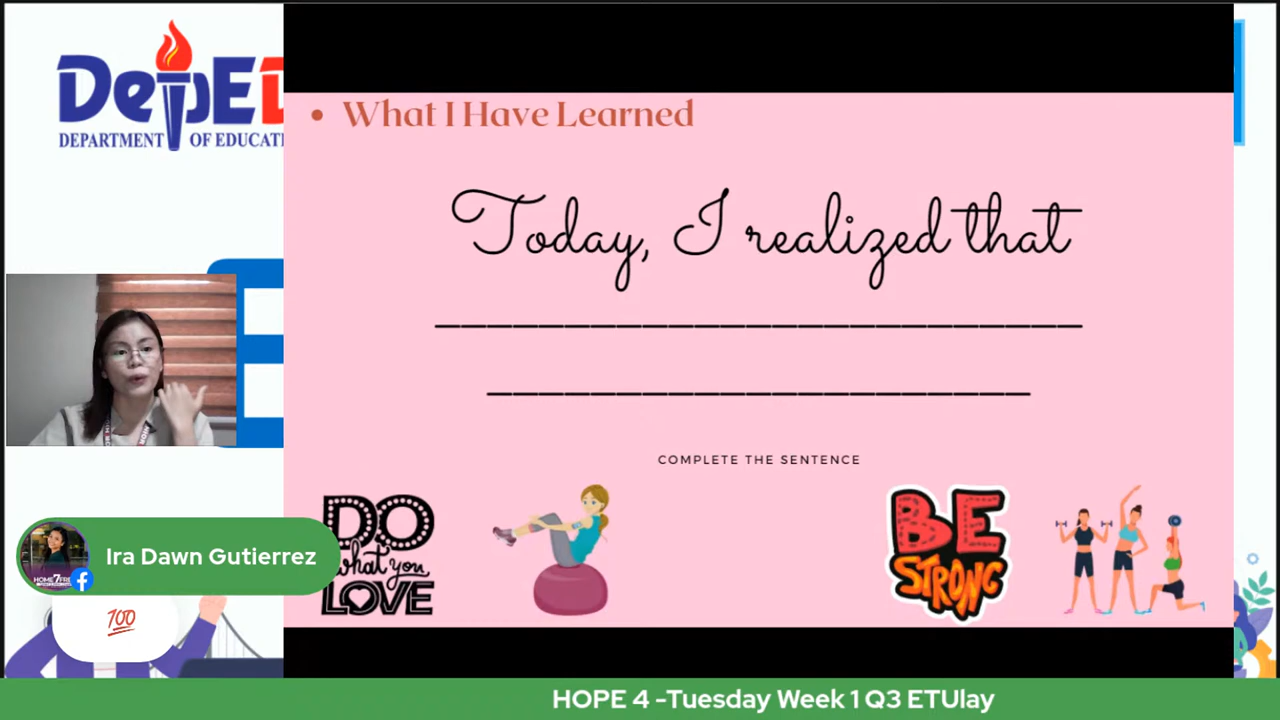 DepED
DEPARTMENT OF EDUCATI
• What I Have Learned
Today, I realized that
COMPLETE THE SENTENCE
DO
what you
LOVE
BE
STRONG
Ira Dawn Gutierrez
💯
HOPE 4 -Tuesday Week 1 Q3 ETUlay